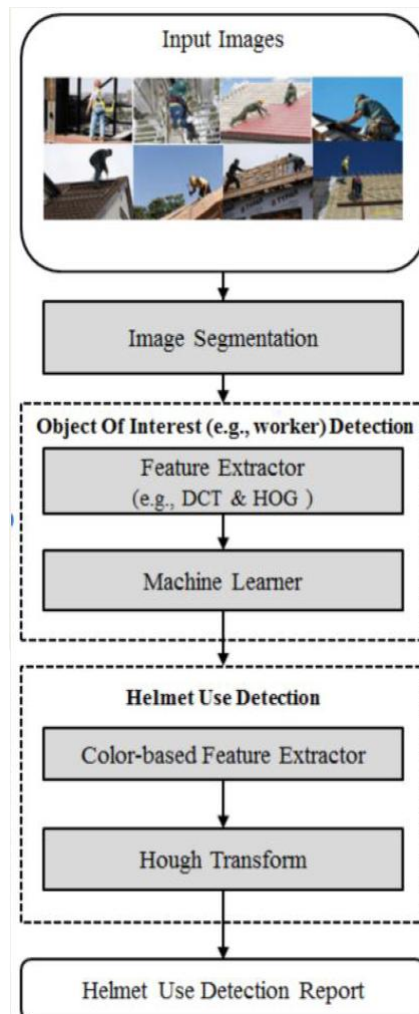 Input Images
Image Segmentation
Object Of Interest (e.g., worker) Detection
Feature Extractor
(e.g., DCT & HOG )
Machine Learner
Helmet Use Detection
Color-based Feature Extractor
Hough Transform
Helmet Use Detection Report